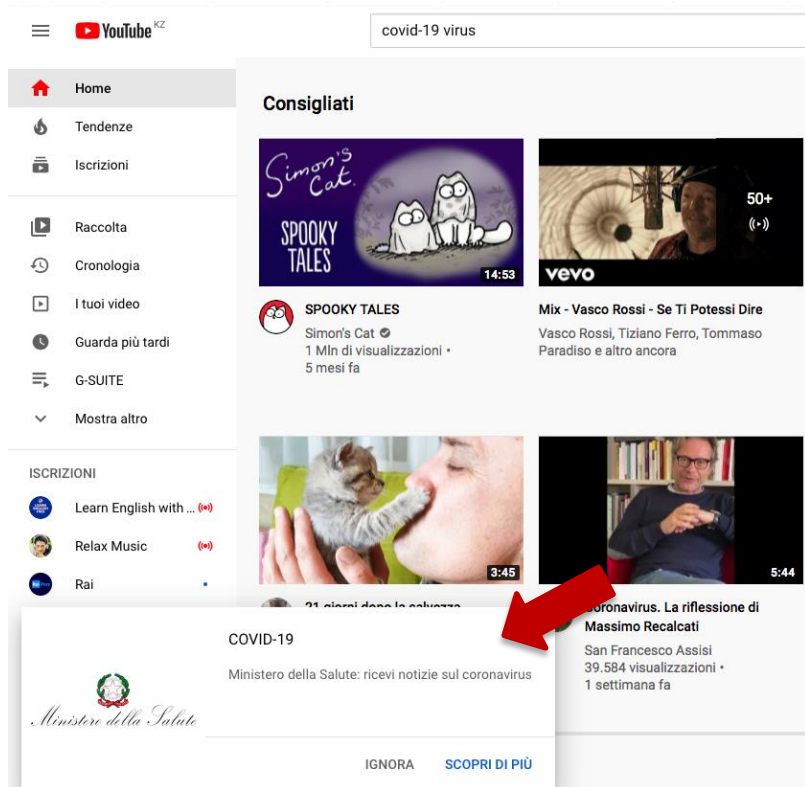 YouTube KZ
covid-19 virus
Home
Tendenze
Iscrizioni
Raccolta
Cronologia
I tuoi video
Guarda più tardi
G-SUITE
Mostra altro
ISCRIZIONI
Learn English with ...
Relax Music
Rai
Consigliati
Simon's
Cat
SPOOKY
TALES
14:53
SPOOKY TALES
Simon's Cat
1 Mln di visualizzazioni •
5 mesi fa
50+
vevo
Mix - Vasco Rossi - Se Ti Potessi Dire
Vasco Rossi, Tiziano Ferro, Tommaso
Paradiso e altro ancora
3:45
21 giorni dopo la salvezza
5:44
Coronavirus. La riflessione di
Massimo Recalcati
San Francesco Assisi
39.584 visualizzazioni •
1 settimana fa
Ministero della Salute
COVID-19
Ministero della Salute: ricevi notizie sul coronavirus
IGNORA
SCOPRI DI PIÙ